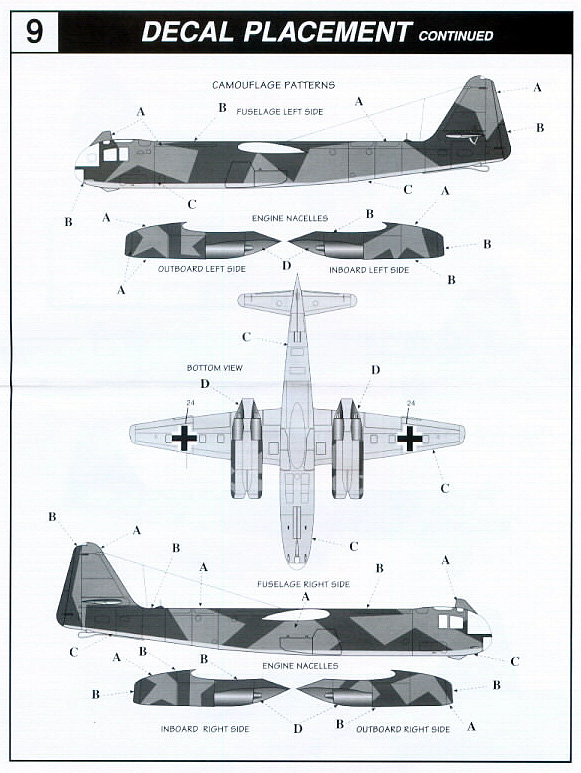 9
DECAL PLACEMENT CONTINUED
CAMOUFLAGE PATTERNS
FUSELAGE LEFT SIDE
A
B
A
A
B
B
C
C
A
A
ENGINE NACELLES
B
B
D
B
A
OUTBOARD LEFT SIDE
INBOARD LEFT SIDE
C
BOTTOM VIEW
D
D
24
24
C
C
B
A
B
A
FUSELAGE RIGHT SIDE
A
B
A
C
C
A
B
B
ENGINE NACELLES
B
B
D
B
A
INBOARD RIGHT SIDE
OUTBOARD RIGHT SIDE